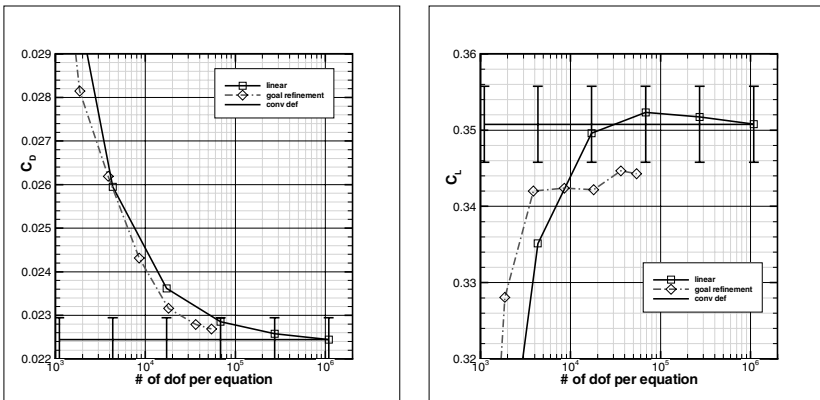 0.029
0.028
0.027
C_D
0.026
0.025
0.024
0.023
0.022
linear
goal refinement
conv def
10^3
10^4
10^5
10^6
# of dof per equation
0.36
0.35
C_L
0.34
0.33
0.32
linear
goal refinement
conv def
10^3
10^4
10^5
10^6
# of dof per equation